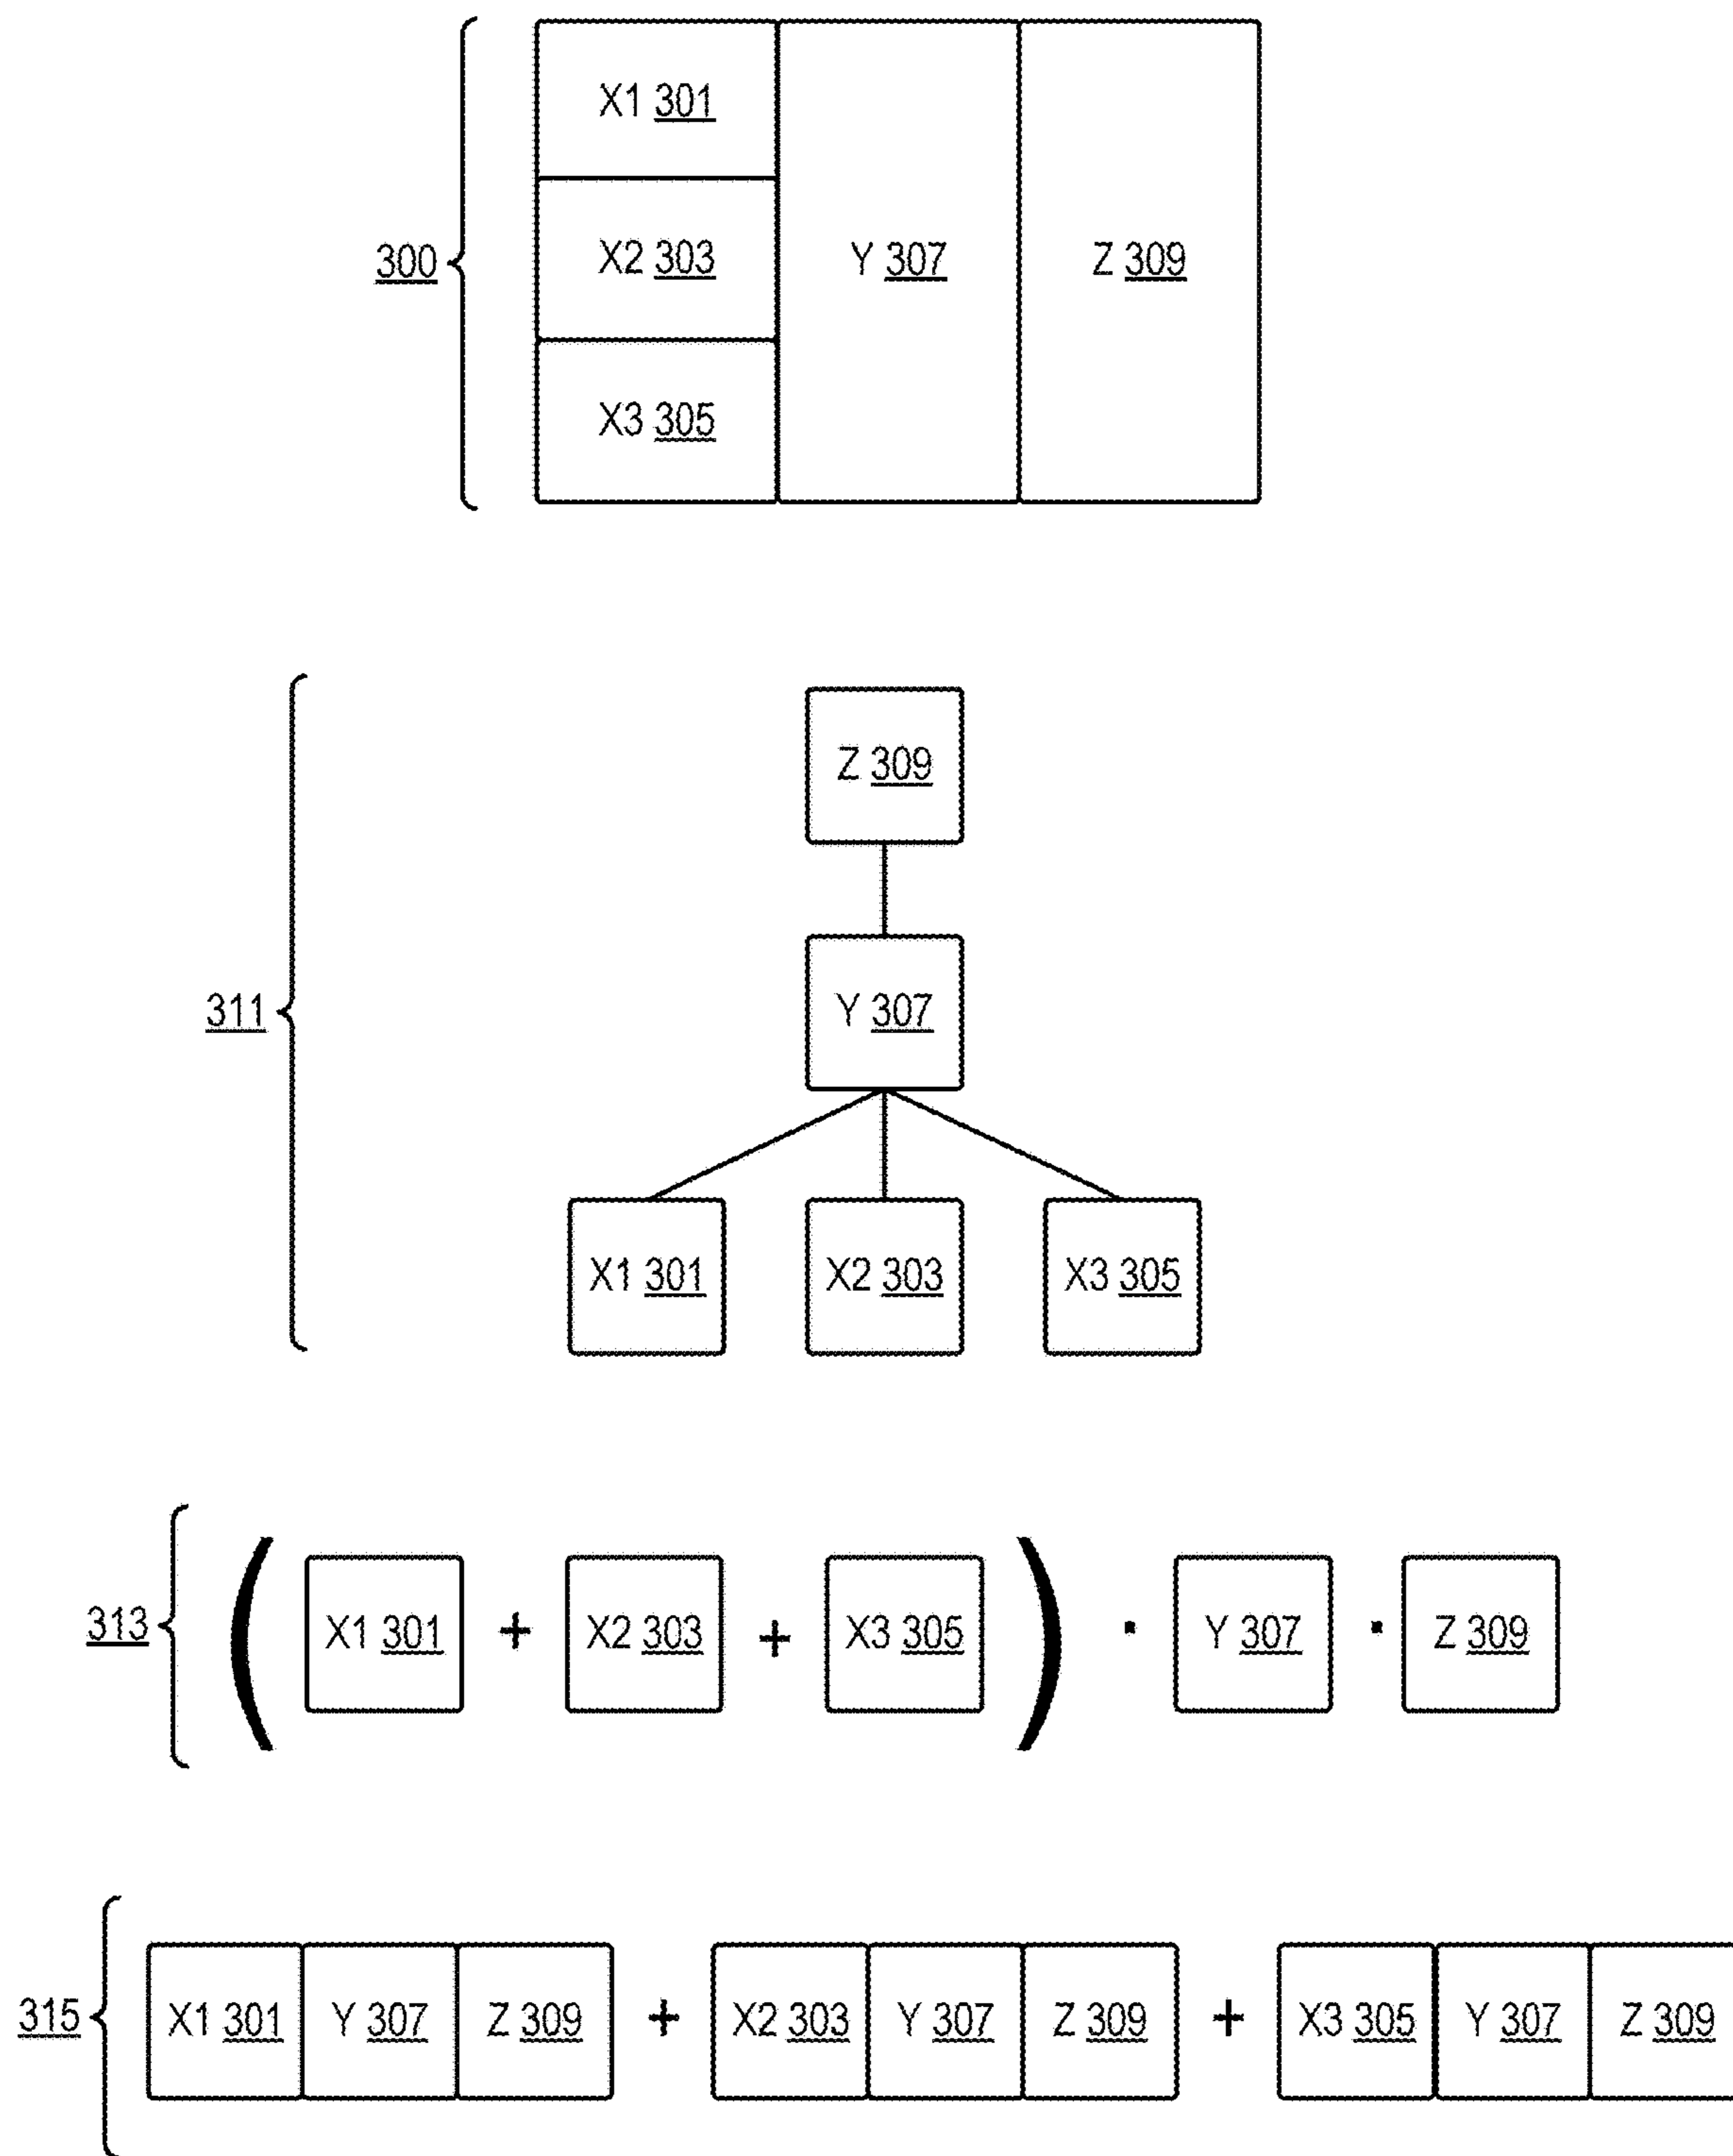 X1 301
300 X2 303 Y 307 Z 309
X3 305
Z 309
311 Y 307
X1 301 X2 303 X3 305
313 ( X1 301 + X2 303 + X3 305 ) · Y 307 · Z 309
315 X1 301 Y 307 Z 309 + X2 303 Y 307 Z 309 + X3 305 Y 307 Z 309